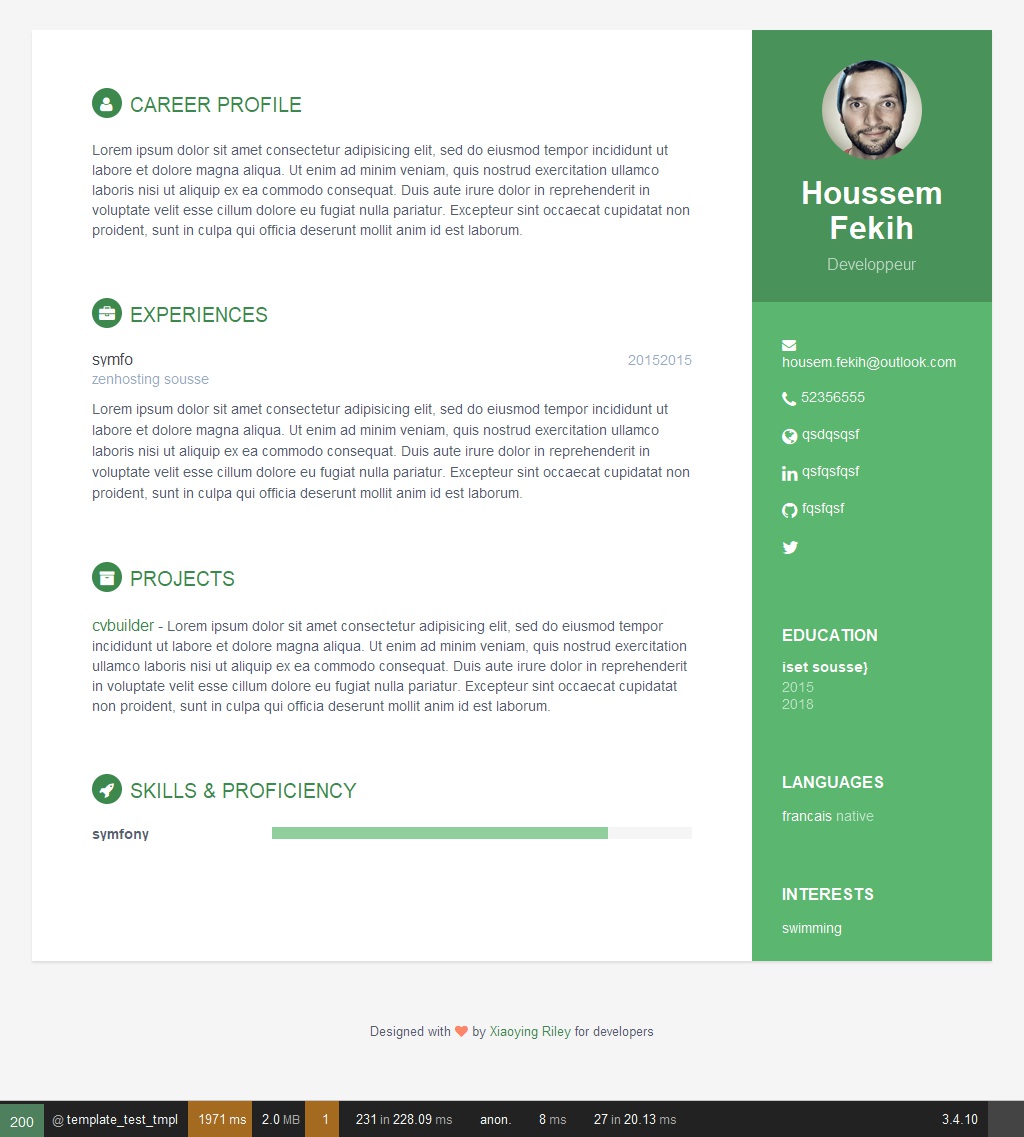 CAREER PROFILE
Lorem ipsum dolor sit amet consectetur adipisicing elit, sed do eiusmod tempor incididunt ut
labore et dolore magna aliqua. Ut enim ad minim veniam, quis nostrud exercitation ullamco
laboris nisi ut aliquip ex ea commodo consequat. Duis aute irure dolor in reprehenderit in
voluptate velit esse cillum dolore eu fugiat nulla pariatur. Excepteur sint occaecat cupidatat non
proident, sunt in culpa qui officia deserunt mollit anim id est laborum.
EXPERIENCES
symfo 20152015
zenhosting sousse
Lorem ipsum dolor sit amet consectetur adipisicing elit, sed do eiusmod tempor incididunt ut
labore et dolore magna aliqua. Ut enim ad minim veniam, quis nostrud exercitation ullamco
laboris nisi ut aliquip ex ea commodo consequat. Duis aute irure dolor in reprehenderit in
voluptate velit esse cillum dolore eu fugiat nulla pariatur. Excepteur sint occaecat cupidatat non
proident, sunt in culpa qui officia deserunt mollit anim id est laborum.
PROJECTS
cvbuilder - Lorem ipsum dolor sit amet consectetur adipisicing elit, sed do eiusmod tempor
incididunt ut labore et dolore magna aliqua. Ut enim ad minim veniam, quis nostrud exercitation
ullamco laboris nisi ut aliquip ex ea commodo consequat. Duis aute irure dolor in reprehenderit
in voluptate velit esse cillum dolore eu fugiat nulla pariatur. Excepteur sint occaecat cupidatat
non proident, sunt in culpa qui officia deserunt mollit anim id est laborum.
SKILLS & PROFICIENCY
symfony
Houssem
Fekih
Developpeur
housem.fekih@outlook.com
52356555
qsdqsqsf
qsfqsfqsf
fqsfqsf
EDUCATION
iset sousse}
2015
2018
LANGUAGES
francais native
INTERESTS
swimming
Designed with by Xiaoying Riley for developers
200 @ template_test_tmpl 1971 ms 2.0 MB 1 231 in 228.09 ms anon. 8 ms 27 in 20.13 ms 3.4.10